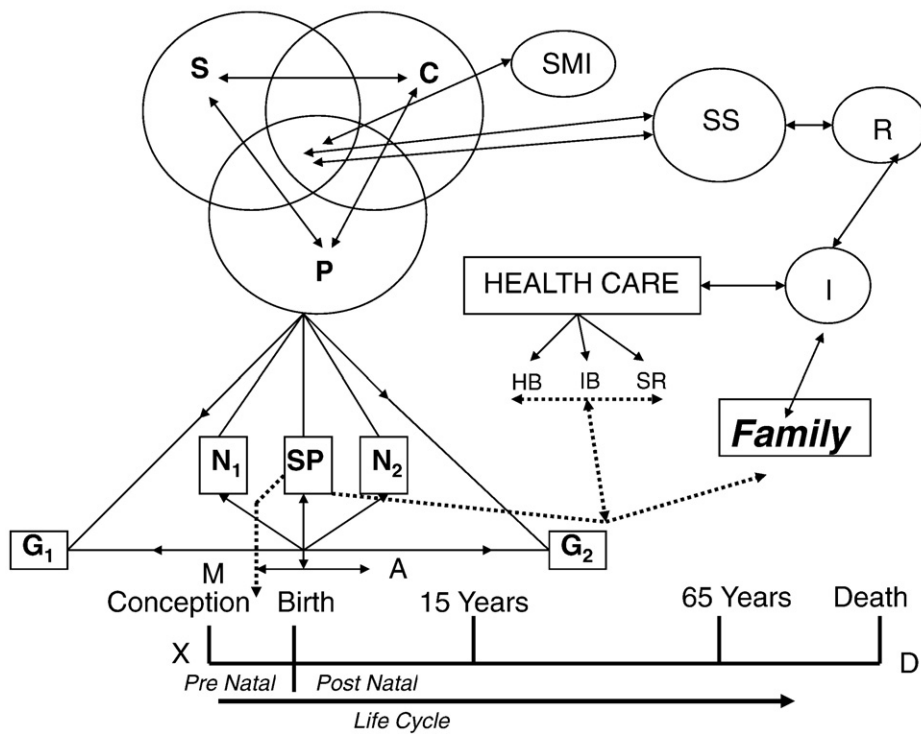 S
C
SMI
SS
R
P
HEALTH CARE
I
HB IB SR
Family
N₁ SP N₂
G₁
G₂
M
A
Conception Birth 15 Years 65 Years Death
X
D
Pre Natal Post Natal
Life Cycle